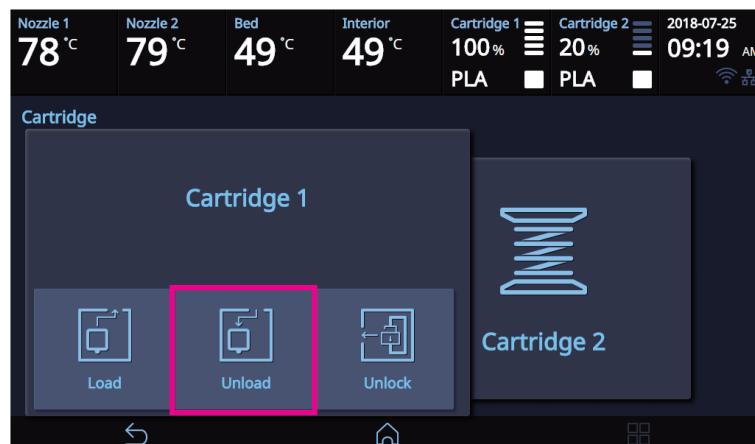 Nozzle 1
78 °C
Nozzle 2
79 °C
Bed
49 °C
Interior
49 °C
Cartridge 1
100 %
PLA
Cartridge 2
20 %
PLA
2018-07-25
09:19 AM
Cartridge
Cartridge 1
Load
Unload
Unlock
Cartridge 2